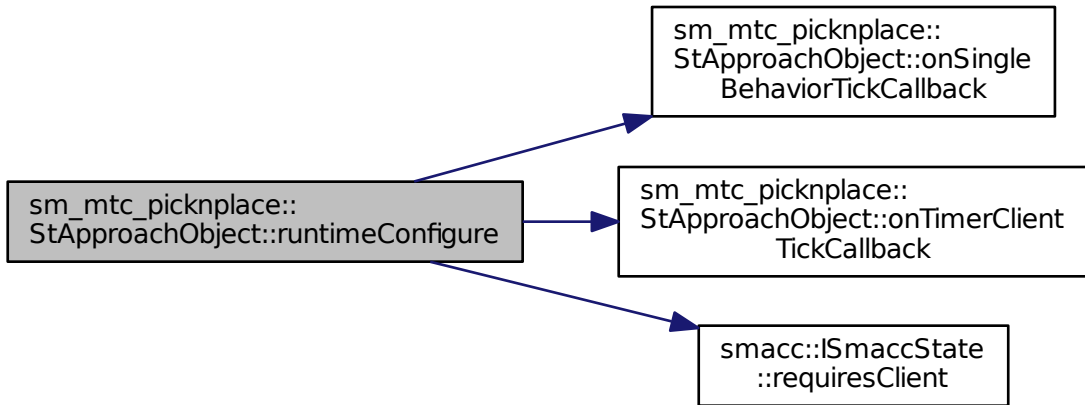 sm_mtc_picknplace::
StApproachObject::runtimeConfigure
sm_mtc_picknplace::
StApproachObject::onSingle
BehaviorTickCallback
sm_mtc_picknplace::
StApproachObject::onTimerClient
TickCallback
smacc::ISmaccState
::requiresClient